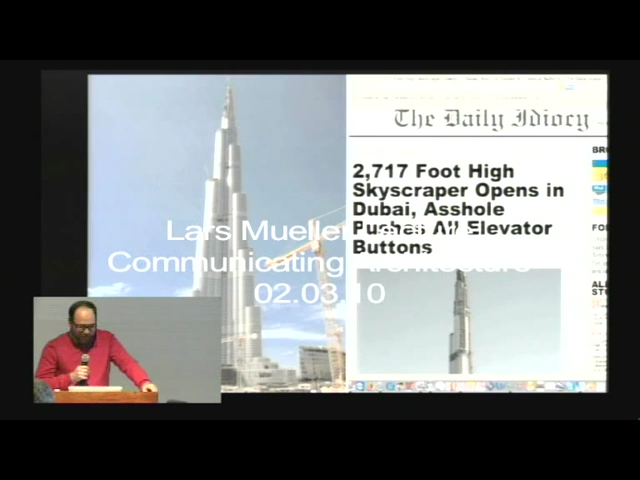 The Daily Idiocy
2,717 Foot High
Skyscraper Opens in
Dubai, Asshole
Pushes All Elevator
Buttons
Lars Mueller
Communicating Architecture
02.03.10